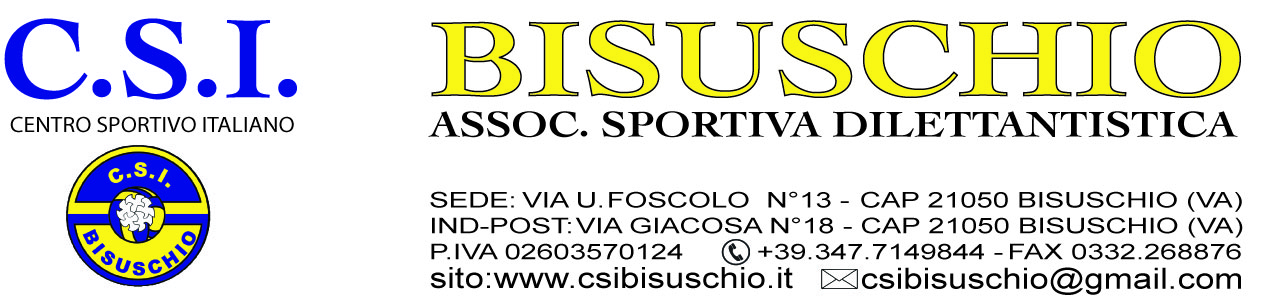 C.S.I.
CENTRO SPORTIVO ITALIANO
C.S.I.
BISUSCHIO
BISUSCHIO
ASSOC. SPORTIVA DILETTANTISTICA
SEDE: VIA U. FOSCOLO N°13 - CAP 21050 BISUSCHIO (VA)
IND-POST: VIA GIACOSA N°18 - CAP 21050 BISUSCHIO (VA)
P.IVA 02603570124 +39.347.7149844 - FAX 0332.268876
sito:www.csibisuschio.it csibisuschio@gmail.com